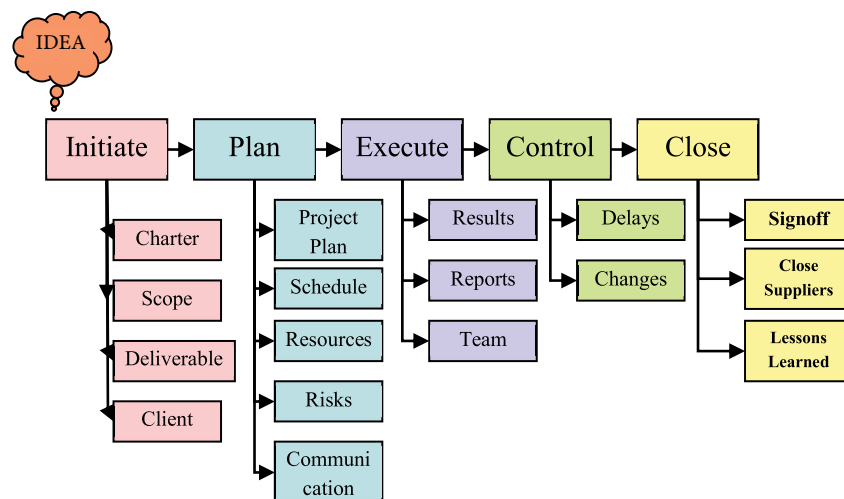 IDEA
Initiate
Plan
Execute
Control
Close
Charter
Scope
Deliverable
Client
Project
Plan
Schedule
Resources
Risks
Communi
cation
Results
Reports
Team
Delays
Changes
Signoff
Close
Suppliers
Lessons
Learned